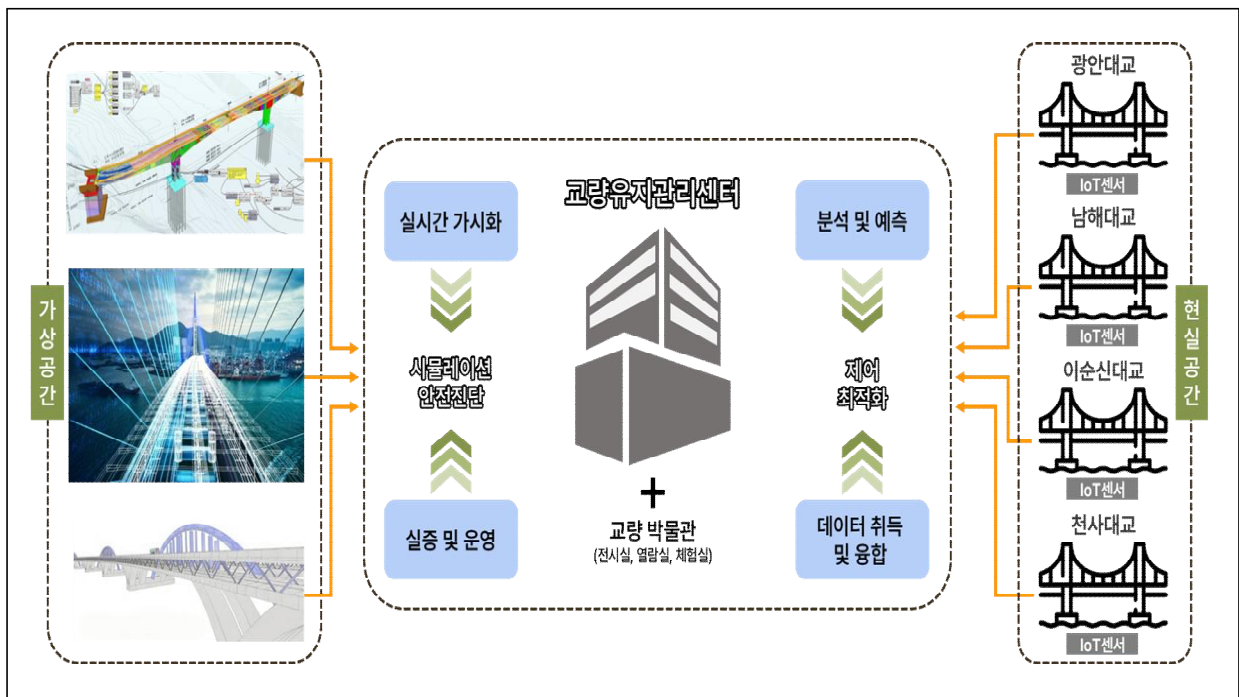 가상공간
교량유지관리센터
실시간 가시화
시뮬레이션
안전진단
실증 및 운영
+
교량 박물관
(전시실, 열람실, 체험실)
분석 및 예측
제어
최적화
데이터 취득
및 융합
광안대교
IoT센서
남해대교
IoT센서
이순신대교
IoT센서
천사대교
IoT센서
현실공간